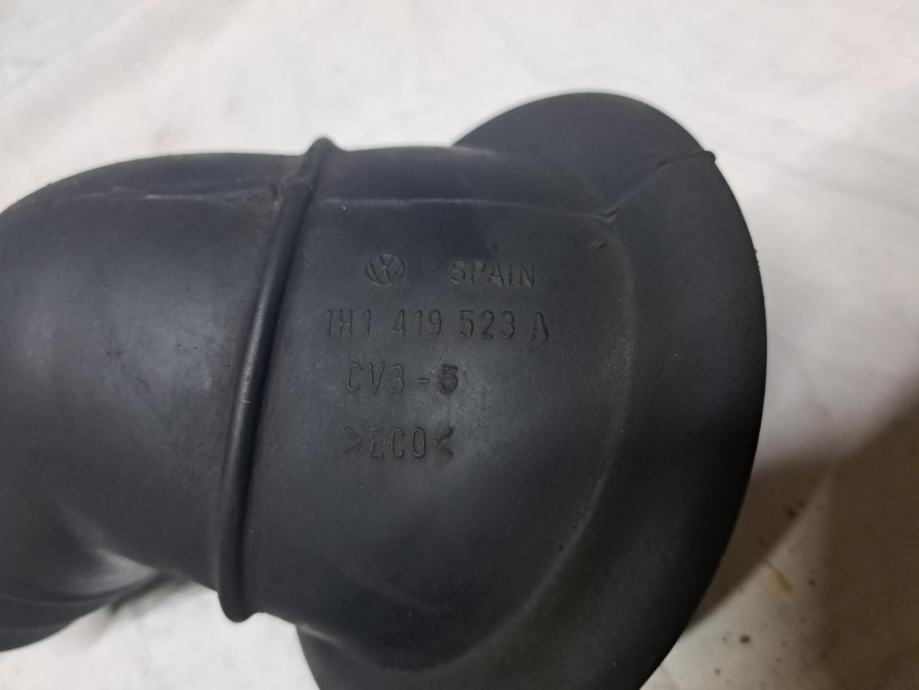 SPAIN
1H1 419 523 A
CV3-5
>ECO<